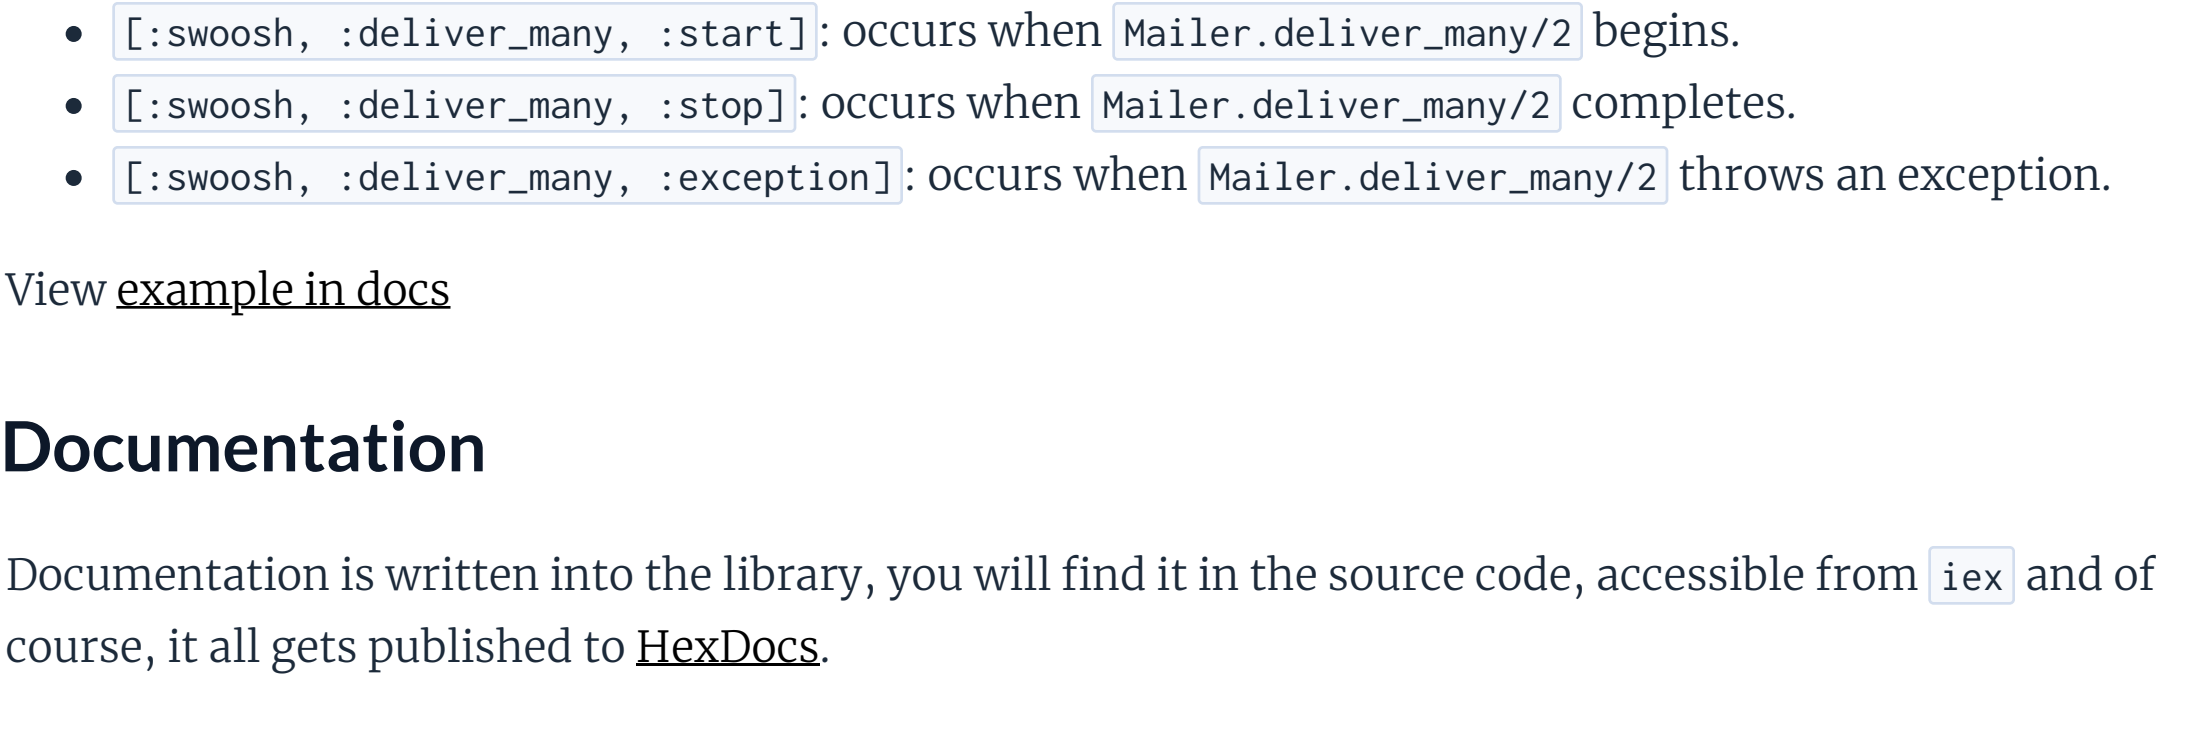 • [:swoosh, :deliver_many, :start]: occurs when Mailer.deliver_many/2 begins.
• [:swoosh, :deliver_many, :stop]: occurs when Mailer.deliver_many/2 completes.
• [:swoosh, :deliver_many, :exception]: occurs when Mailer.deliver_many/2 throws an exception.
View example in docs
Documentation
Documentation is written into the library, you will find it in the source code, accessible from iex and of
course, it all gets published to HexDocs.